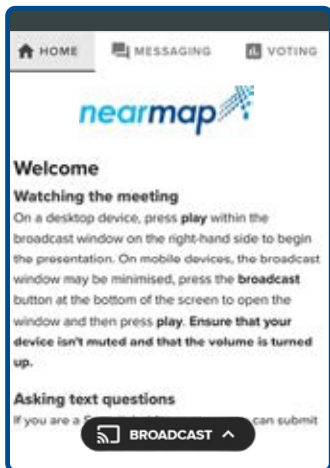 HOME MESSAGING VOTING
nearmap
Welcome
Watching the meeting
On a desktop device, press play within the
broadcast window on the right-hand side to begin
the presentation. On mobile devices, the broadcast
window may be minimised, press the broadcast
button at the bottom of the screen to open the
window and then press play. Ensure that your
device isn't muted and that the volume is turned
up.
Asking text questions
If you are a can submit
BROADCAST